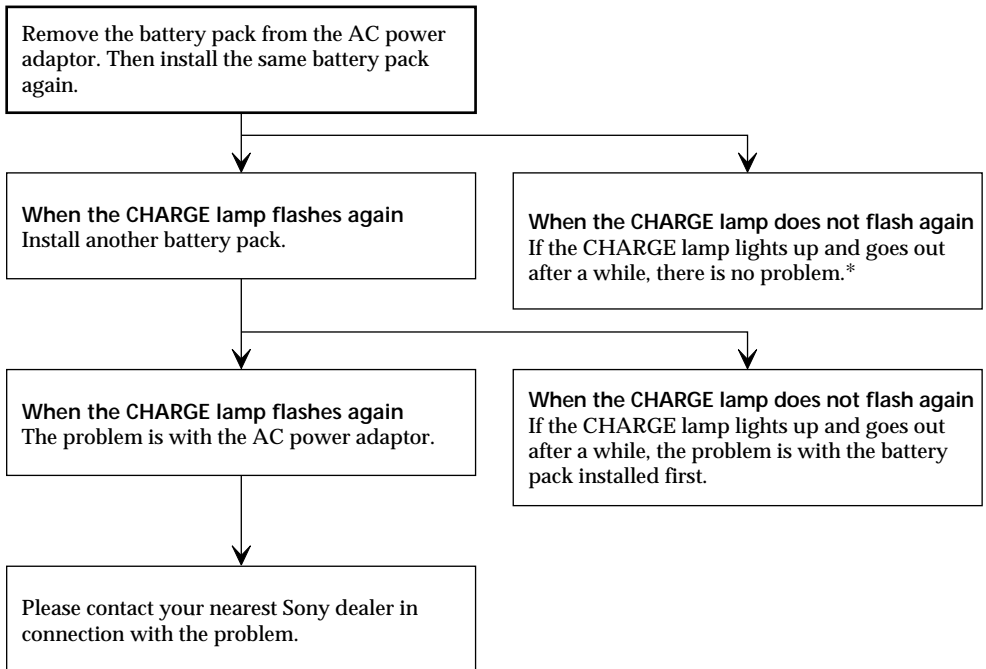 Remove the battery pack from the AC power
adaptor. Then install the same battery pack
again.
When the CHARGE lamp flashes again
Install another battery pack.
When the CHARGE lamp does not flash again
If the CHARGE lamp lights up and goes out
after a while, there is no problem.*
When the CHARGE lamp flashes again
The problem is with the AC power adaptor.
When the CHARGE lamp does not flash again
If the CHARGE lamp lights up and goes out
after a while, the problem is with the battery
pack installed first.
Please contact your nearest Sony dealer in
connection with the problem.